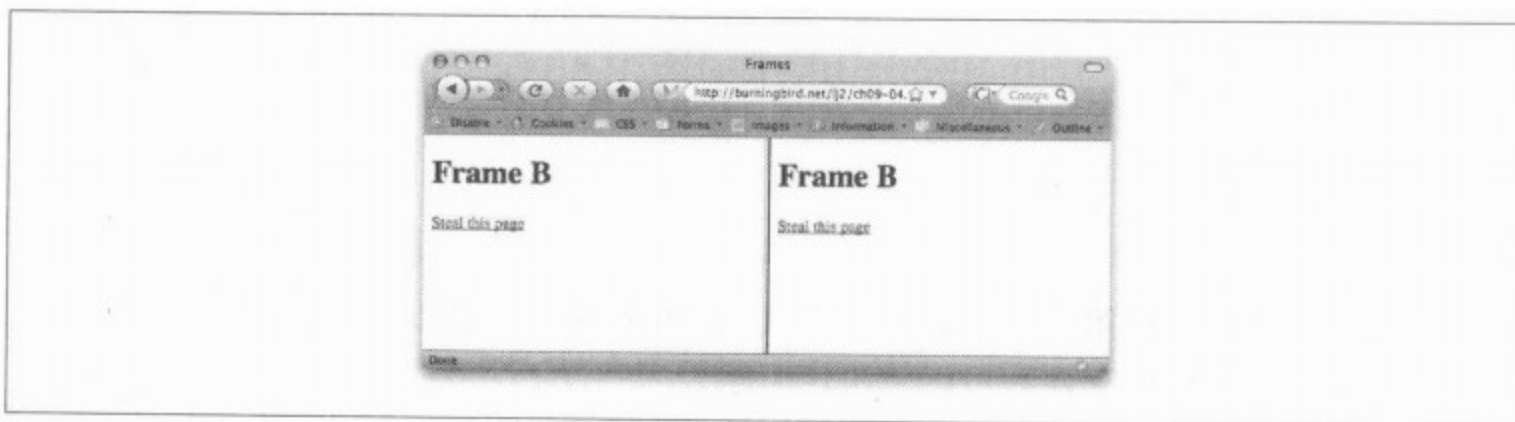 Frames
http://burningbird.net/lj2/ch09-04.
Google
Disable Cookies CSS Forms Images Information Miscellaneous Outline
Frame B
Steal this page
Frame B
Steal this page
Done